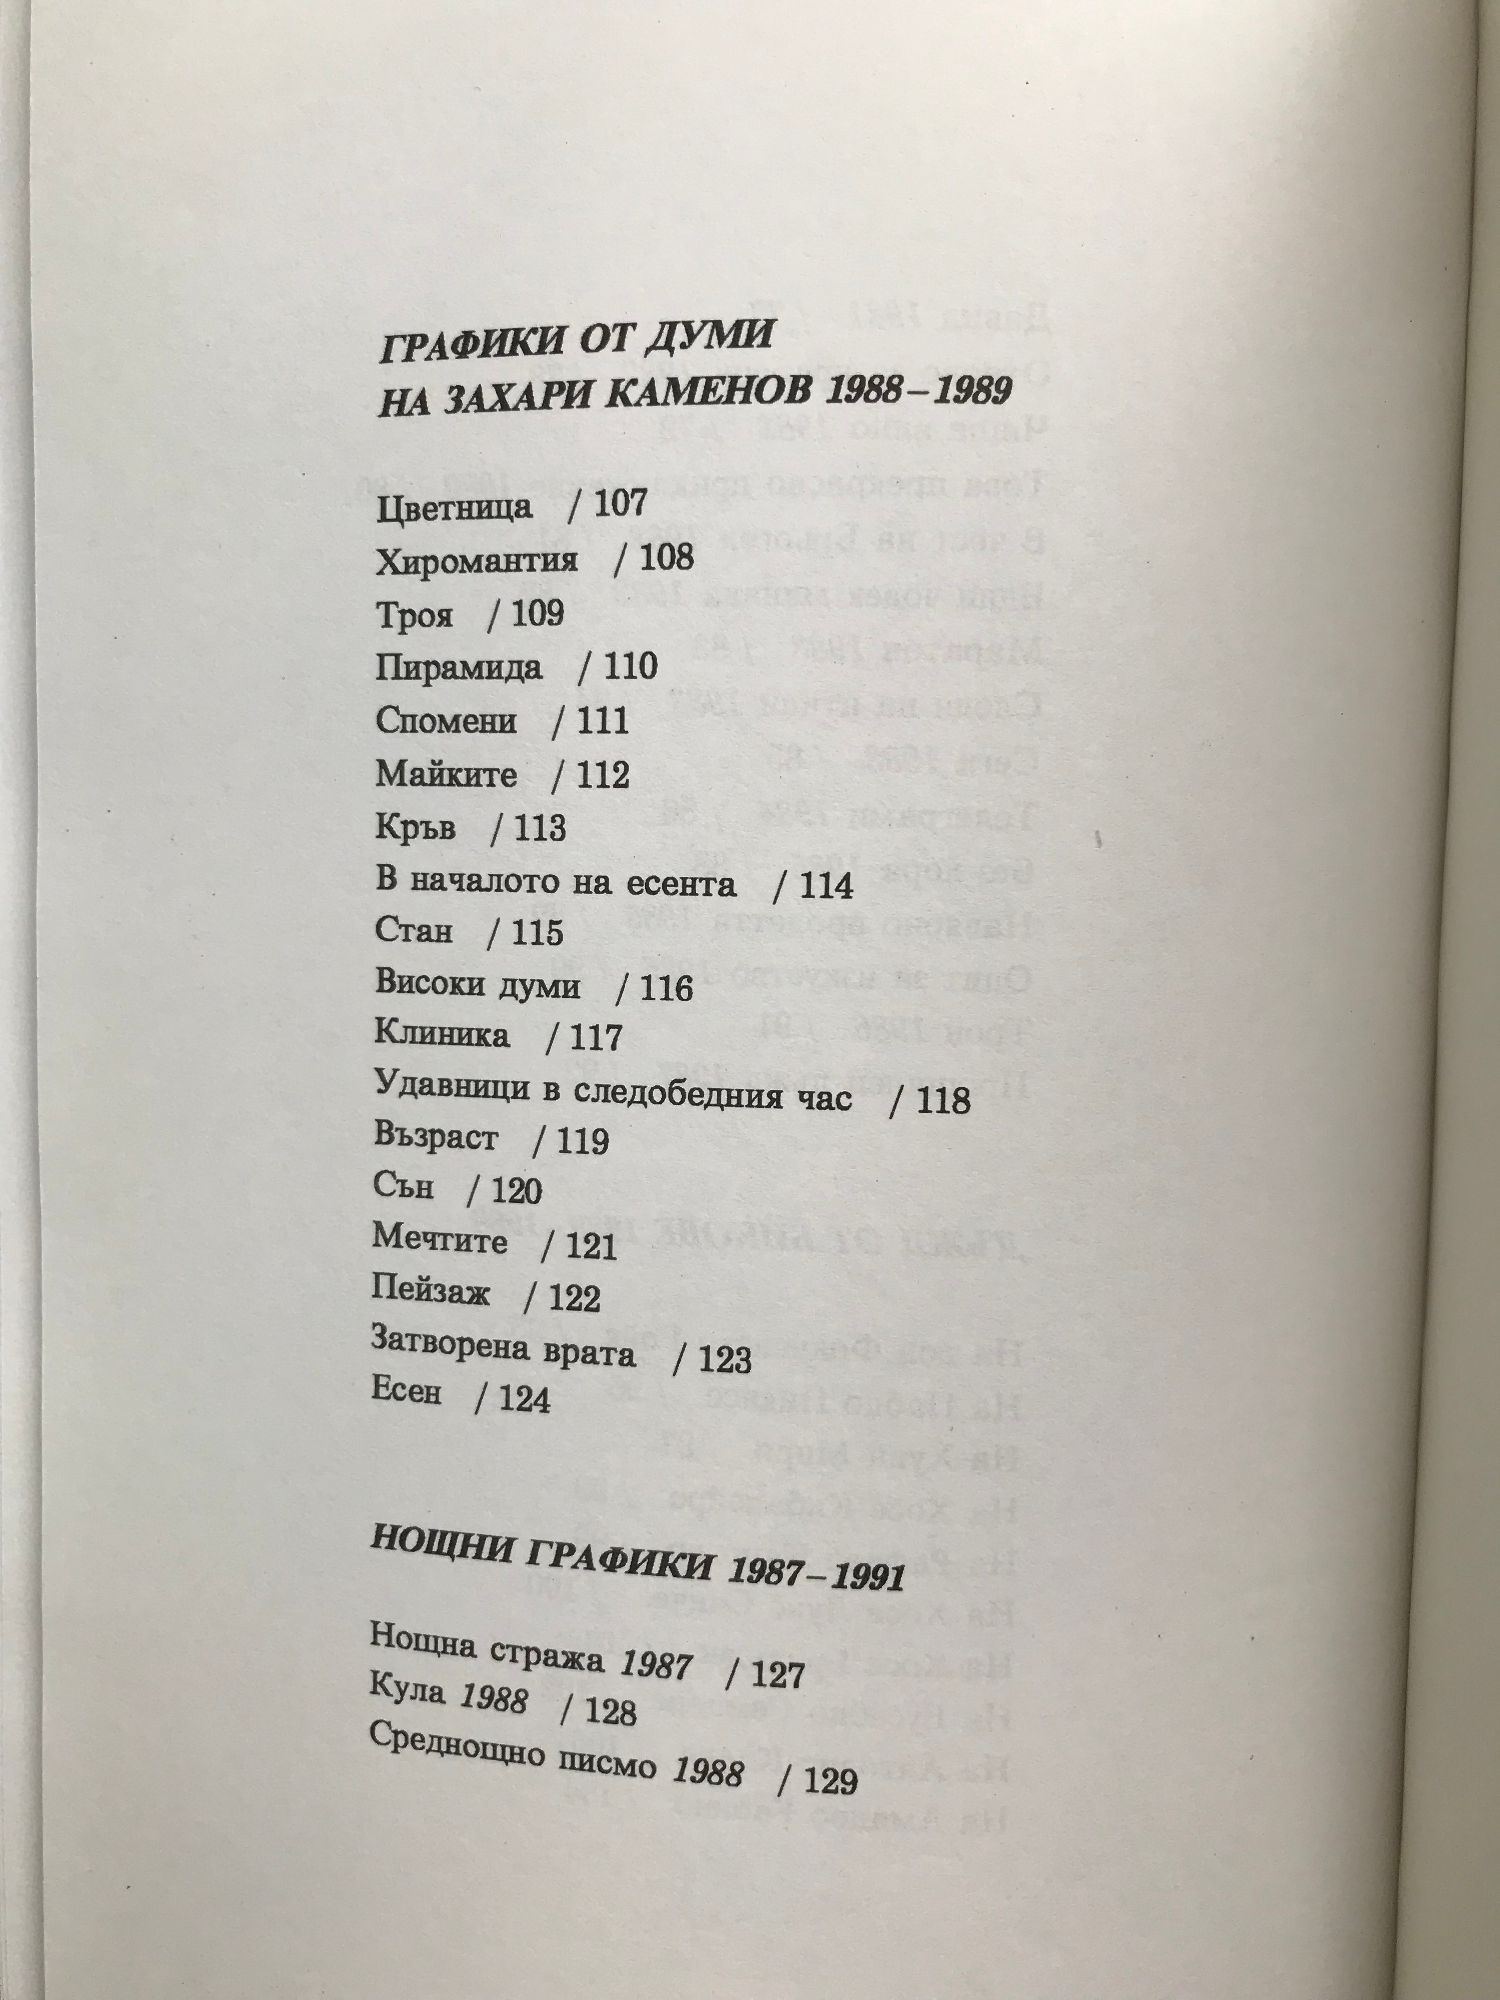 ГРАФИКИ ОТ ДУМИ
НА ЗАХАРИ КАМЕНОВ 1988–1989
Цветница / 107
Хиромантия / 108
Троя / 109
Пирамида / 110
Спомени / 111
Майките / 112
Кръв / 113
В началото на есента / 114
Стан / 115
Високи думи / 116
Клиника / 117
Удавници в следобедния час / 118
Възраст / 119
Сън / 120
Мечтите / 121
Пейзаж / 122
Затворена врата / 123
Есен / 124
НОЩНИ ГРАФИКИ 1987–1991
Нощна стража 1987 / 127
Кула 1988 / 128
Среднощно писмо 1988 / 129